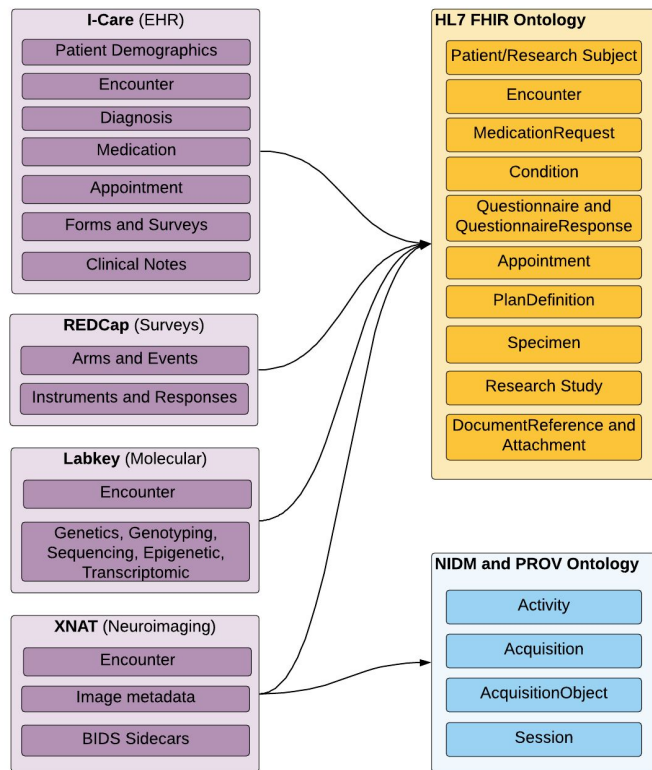 I-Care (EHR)
Patient Demographics
Encounter
Diagnosis
Medication
Appointment
Forms and Surveys
Clinical Notes
REDCap (Surveys)
Arms and Events
Instruments and Responses
Labkey (Molecular)
Encounter
Genetics, Genotyping,
Sequencing, Epigenetic,
Transcriptomic
XNAT (Neuroimaging)
Encounter
Image metadata
BIDS Sidecars
HL7 FHIR Ontology
Patient/Research Subject
Encounter
MedicationRequest
Condition
Questionnaire and
QuestionnaireResponse
Appointment
PlanDefinition
Specimen
Research Study
DocumentReference and
Attachment
NIDM and PROV Ontology
Activity
Acquisition
AcquisitionObject
Session